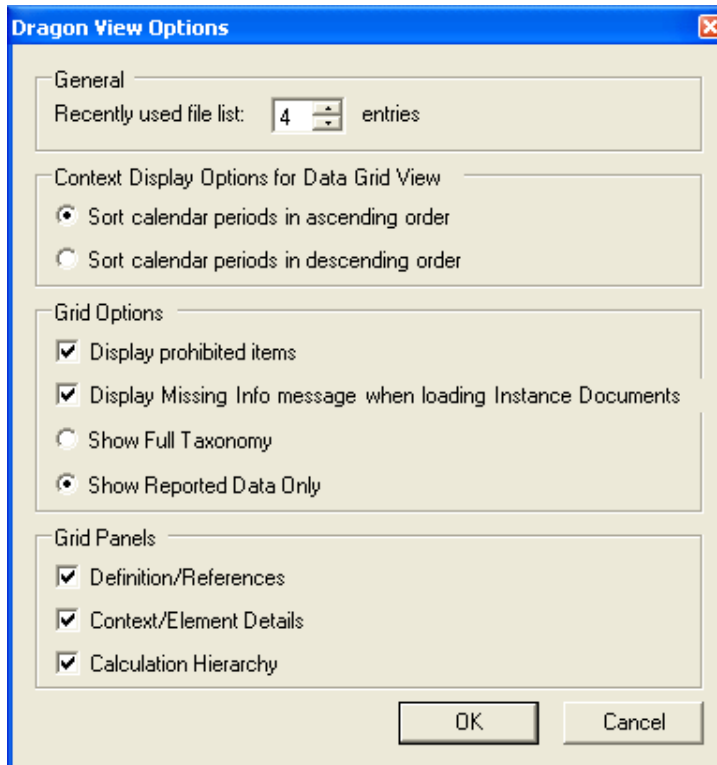 Dragon View Options
General
Recently used file list: 4 entries
Context Display Options for Data Grid View
Sort calendar periods in ascending order
Sort calendar periods in descending order
Grid Options
Display prohibited items
Display Missing Info message when loading Instance Documents
Show Full Taxonomy
Show Reported Data Only
Grid Panels
Definition/References
Context/Element Details
Calculation Hierarchy
OK Cancel